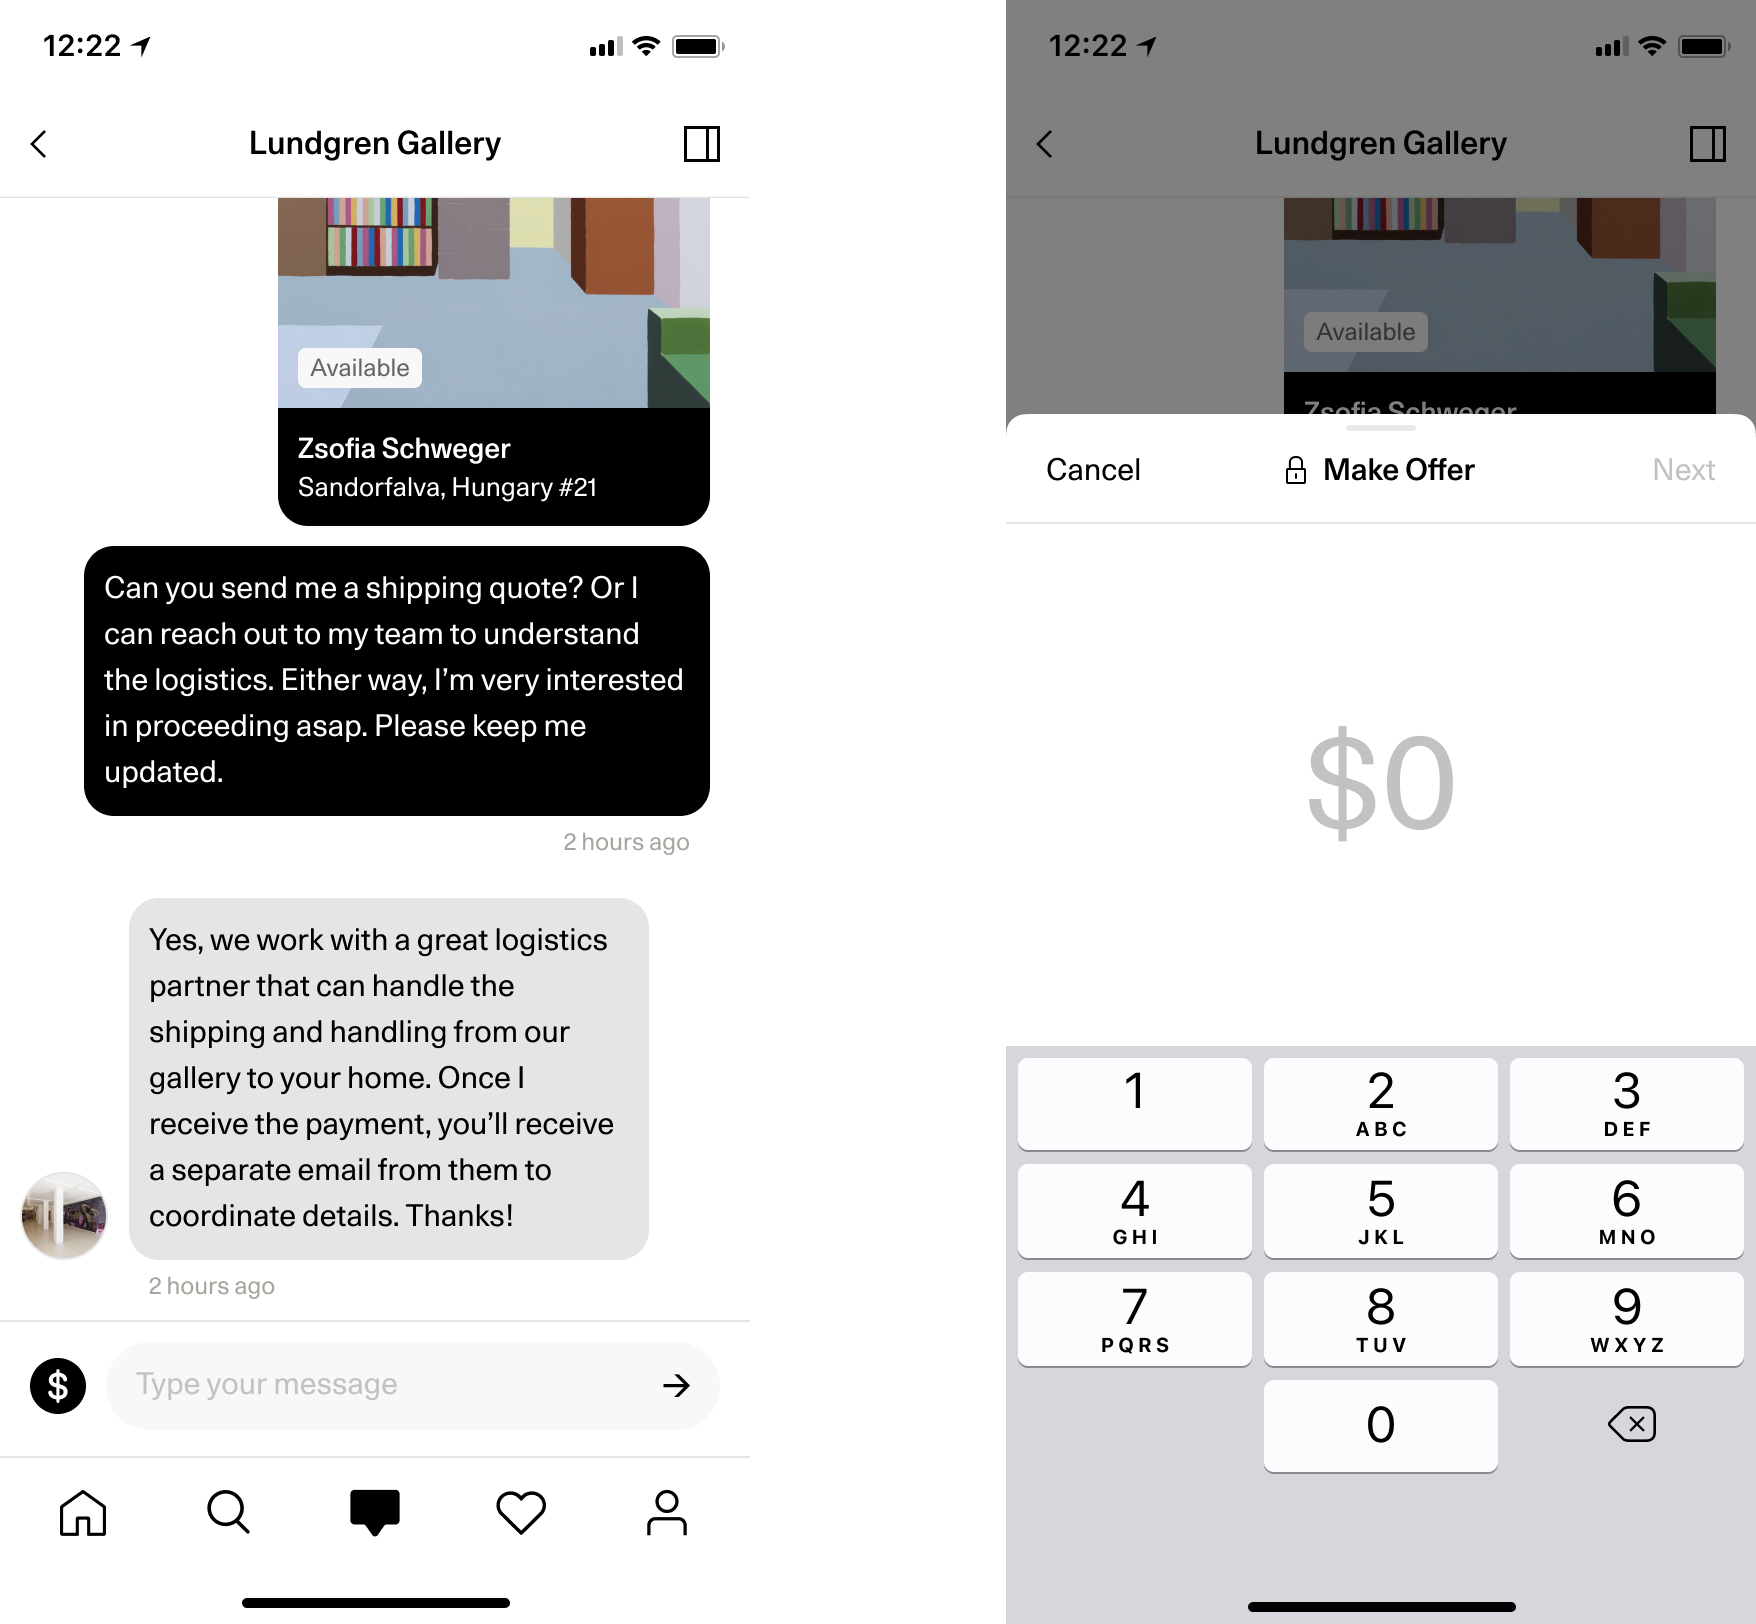 12:22
Lundgren Gallery
Available
Zsofia Schweger
Sandorfalva, Hungary #21
Can you send me a shipping quote? Or I
can reach out to my team to understand
the logistics. Either way, I’m very interested
in proceeding asap. Please keep me
updated.
2 hours ago
Yes, we work with a great logistics
partner that can handle the
shipping and handling from our
gallery to your home. Once I
receive the payment, you’ll receive
a separate email from them to
coordinate details. Thanks!
2 hours ago
$ Type your message
12:22
Lundgren Gallery
Available
Zsofia Schweger
Cancel Make Offer Next
$0
1 2 3
ABC DEF
4 5 6
GHI JKL MNO
7 8 9
PQRS TUV WXYZ
0